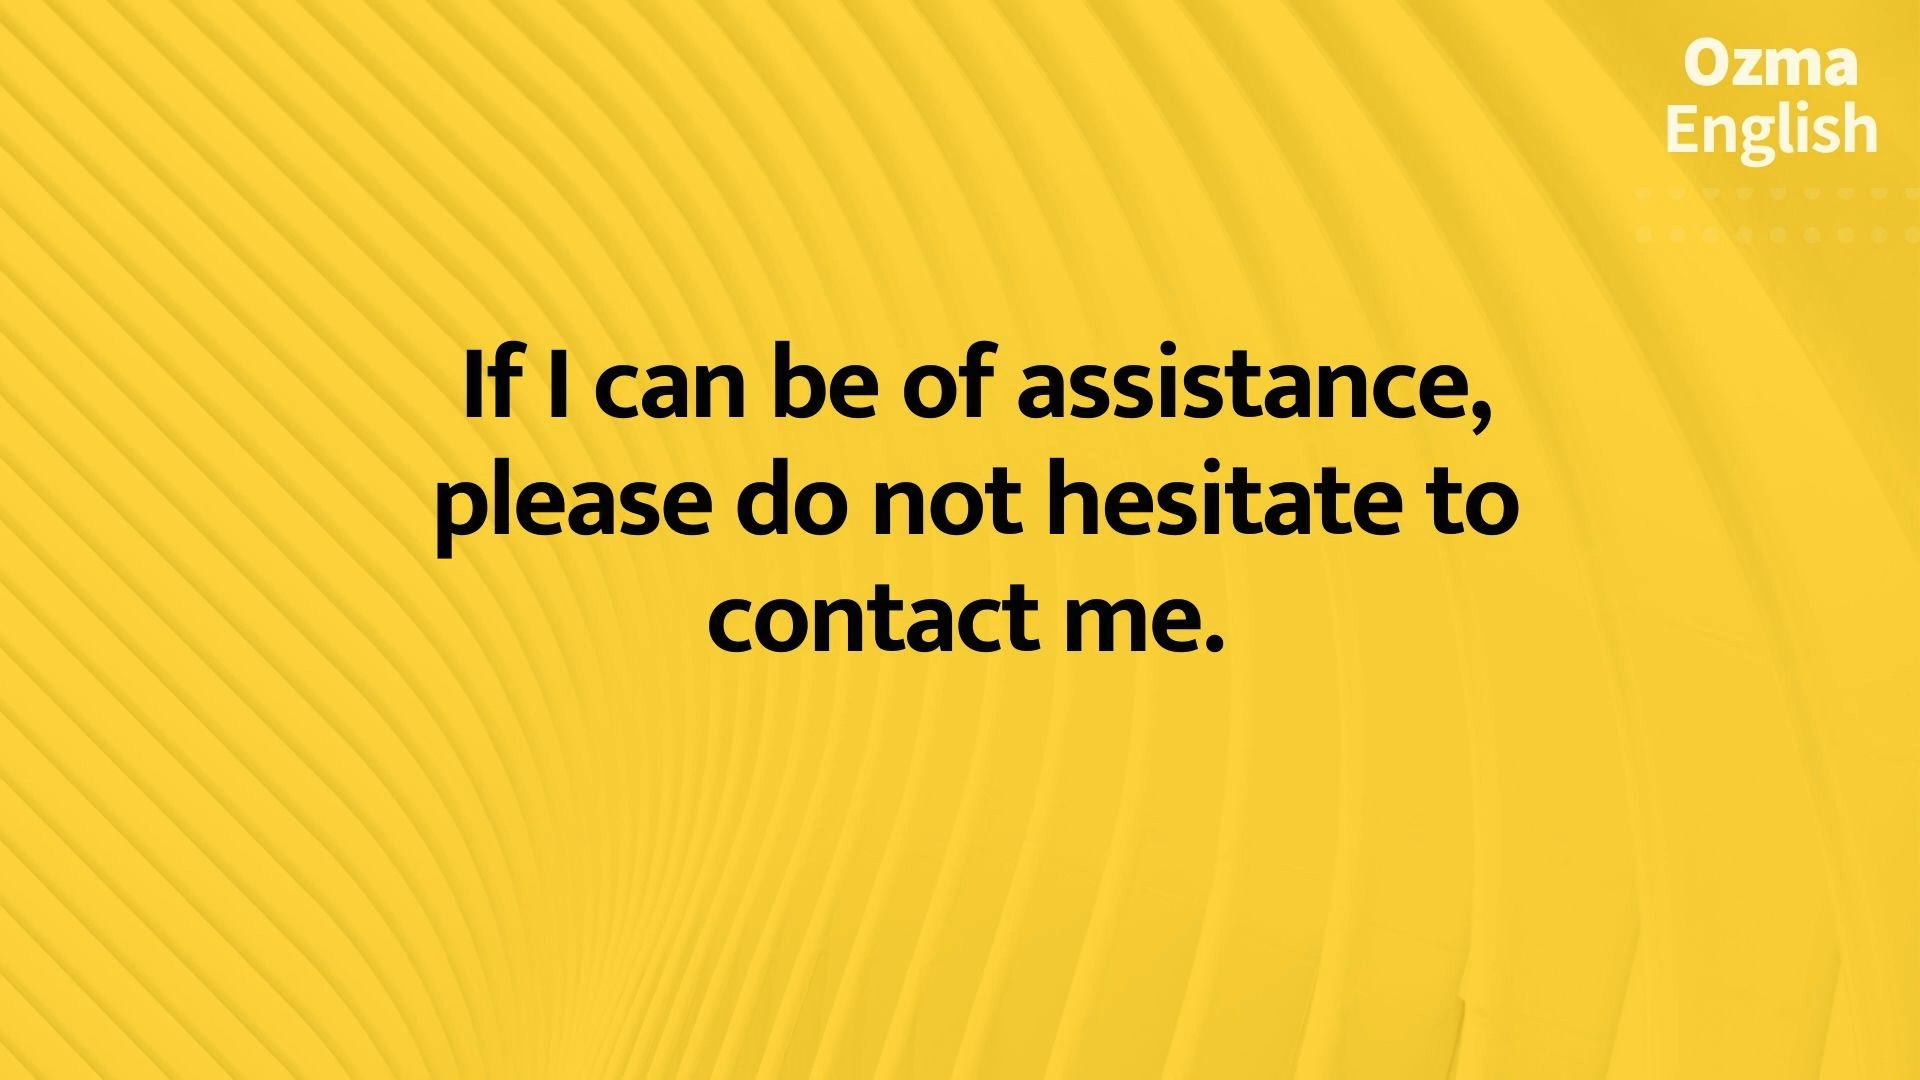 Ozma
English
If I can be of assistance,
please do not hesitate to
contact me.